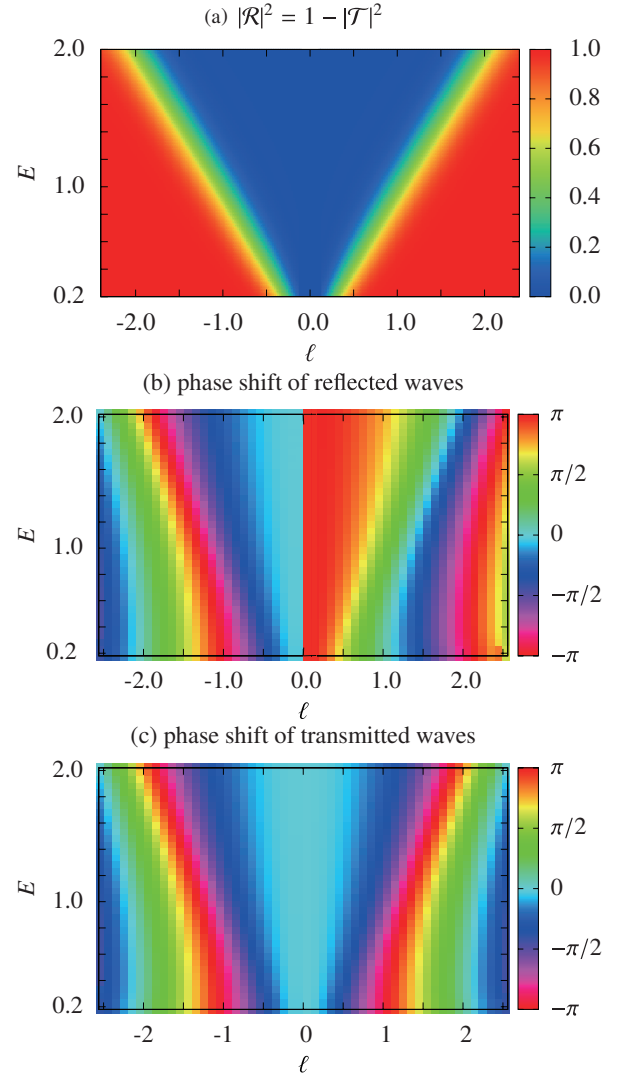 (a) |ℛ|² = 1 − |𝒯|²
2.0
1.0
0.2
E
-2.0 -1.0 0.0 1.0 2.0
ℓ
1.0
0.8
0.6
0.4
0.2
0.0
(b) phase shift of reflected waves
2.0
1.0
0.2
E
-2.0 -1.0 0.0 1.0 2.0
ℓ
π
π/2
0
−π/2
−π
(c) phase shift of transmitted waves
2.0
1.0
0.2
E
-2 -1 0 1 2
ℓ
π
π/2
0
−π/2
−π